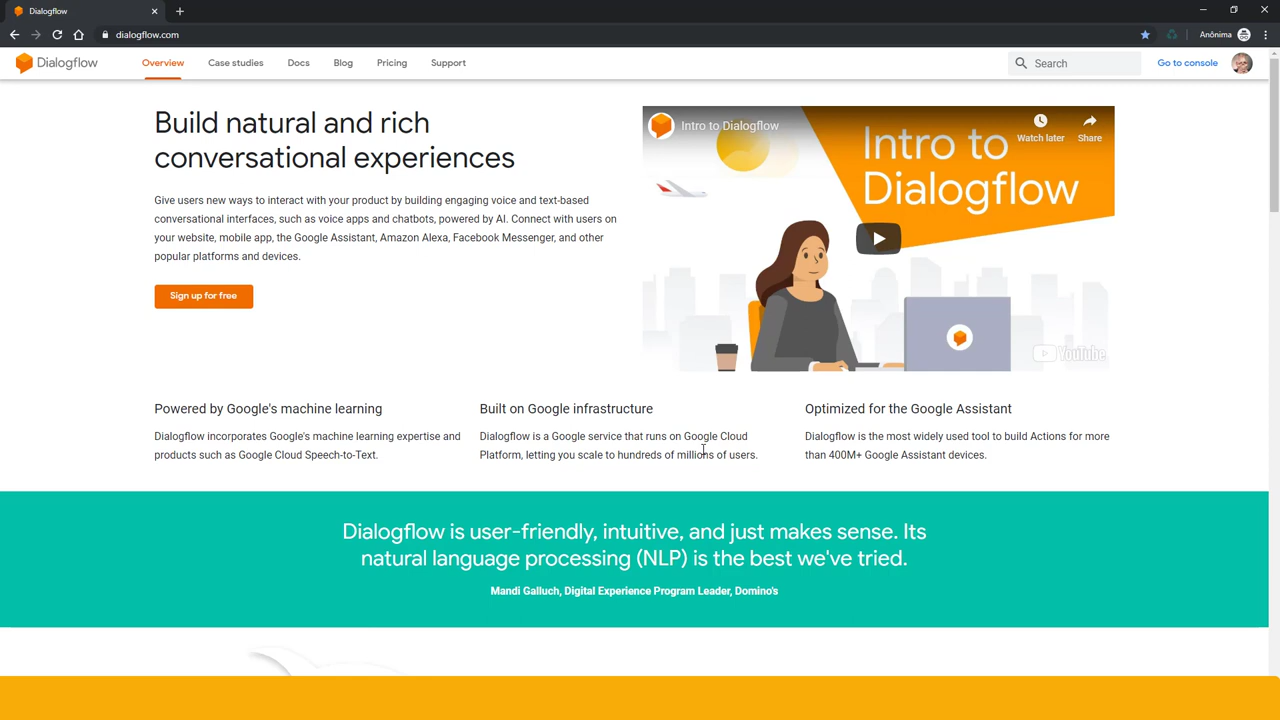 Dialogflow
dialogflow.com
Anônima
Dialogflow
Overview
Case studies
Docs
Blog
Pricing
Support
Search
Go to console
Build natural and rich
conversational experiences
Give users new ways to interact with your product by building engaging voice and text-based
conversational interfaces, such as voice apps and chatbots, powered by AI. Connect with users on
your website, mobile app, the Google Assistant, Amazon Alexa, Facebook Messenger, and other
popular platforms and devices.
Sign up for free
Intro to Dialogflow
Watch later
Share
Intro to
Dialogflow
YouTube
Powered by Google's machine learning
Dialogflow incorporates Google's machine learning expertise and
products such as Google Cloud Speech-to-Text.
Built on Google infrastructure
Dialogflow is a Google service that runs on Google Cloud
Platform, letting you scale to hundreds of millions of users.
Optimized for the Google Assistant
Dialogflow is the most widely used tool to build Actions for more
than 400M+ Google Assistant devices.
Dialogflow is user-friendly, intuitive, and just makes sense. Its
natural language processing (NLP) is the best we've tried.
Mandi Galluch, Digital Experience Program Leader, Domino's